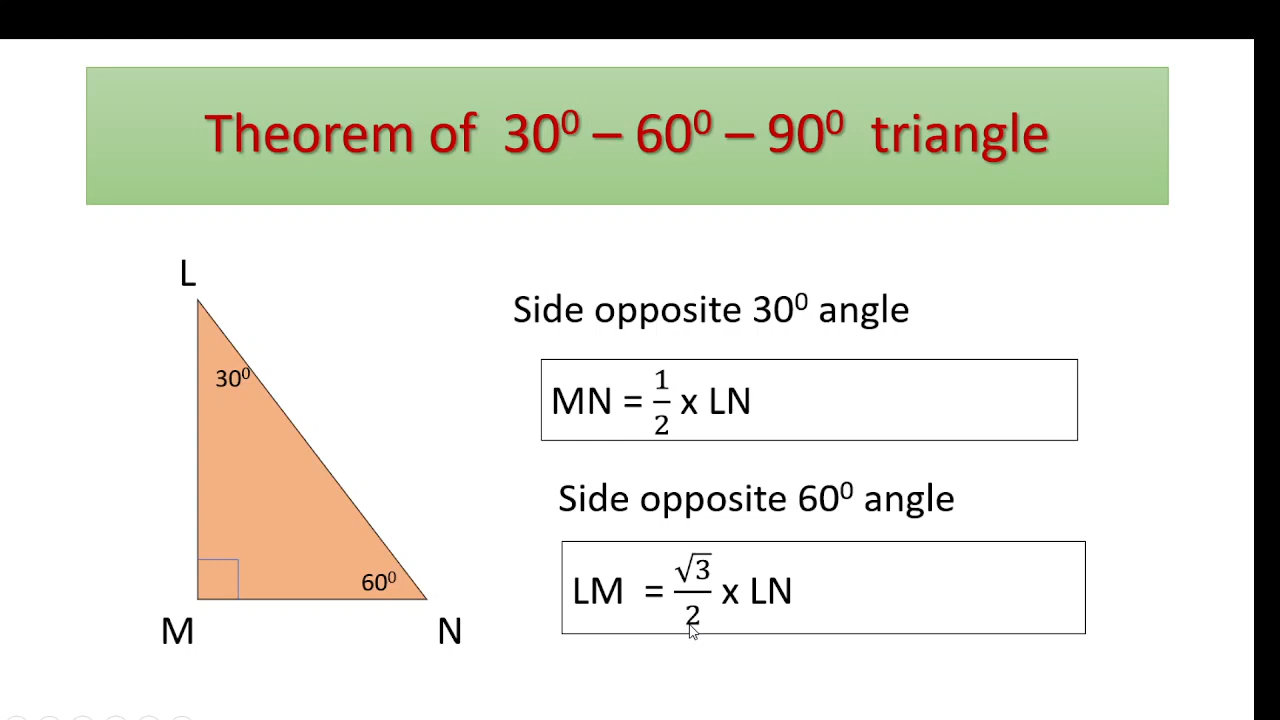 Theorem of 30⁰ – 60⁰ – 90⁰ triangle
L
30⁰
60⁰
M
N
Side opposite 30⁰ angle
MN = 1/2 x LN
Side opposite 60⁰ angle
LM = √3/2 x LN